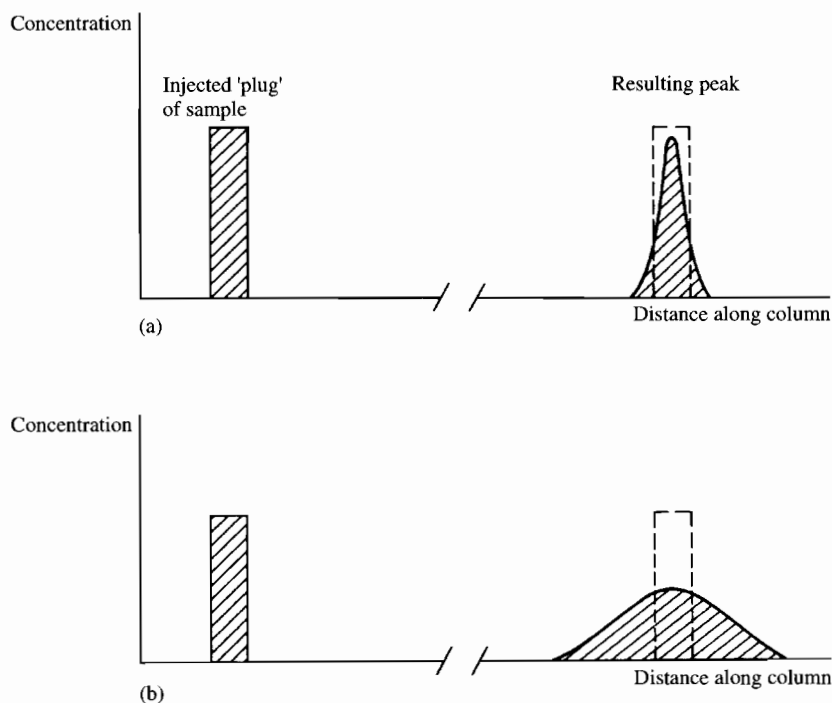 Concentration
Injected 'plug'
of sample
Resulting peak
Distance along column
(a)
Concentration
Distance along column
(b)